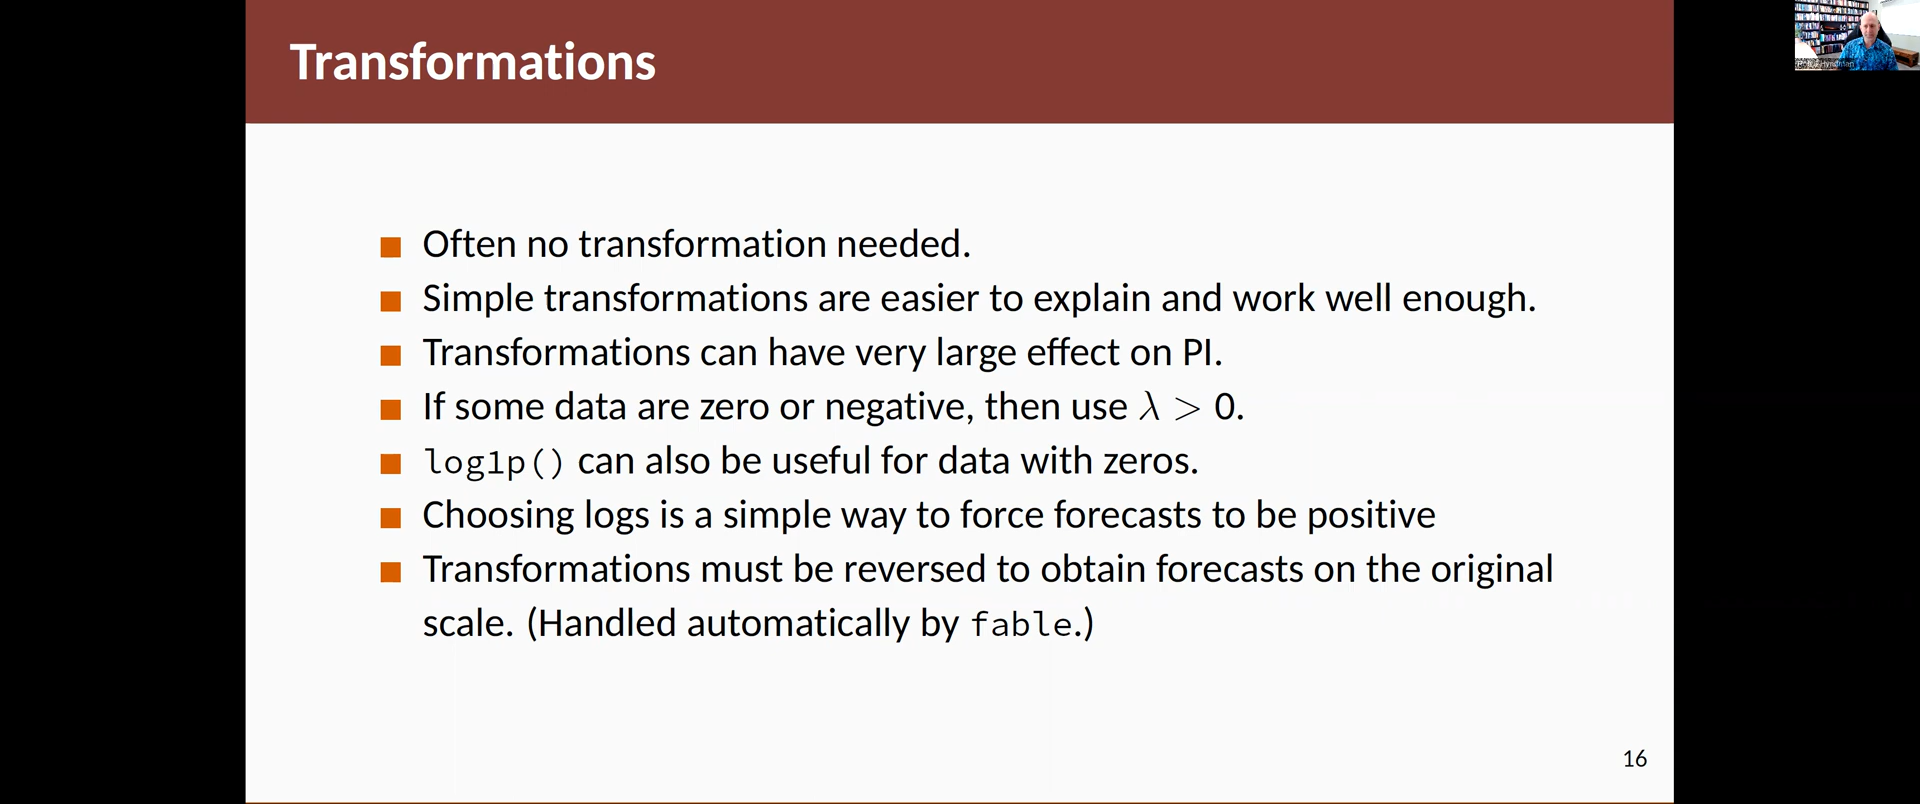 Transformations
Often no transformation needed.
Simple transformations are easier to explain and work well enough.
Transformations can have very large effect on PI.
If some data are zero or negative, then use λ > 0.
log1p() can also be useful for data with zeros.
Choosing logs is a simple way to force forecasts to be positive
Transformations must be reversed to obtain forecasts on the original
scale. (Handled automatically by fable.)
16